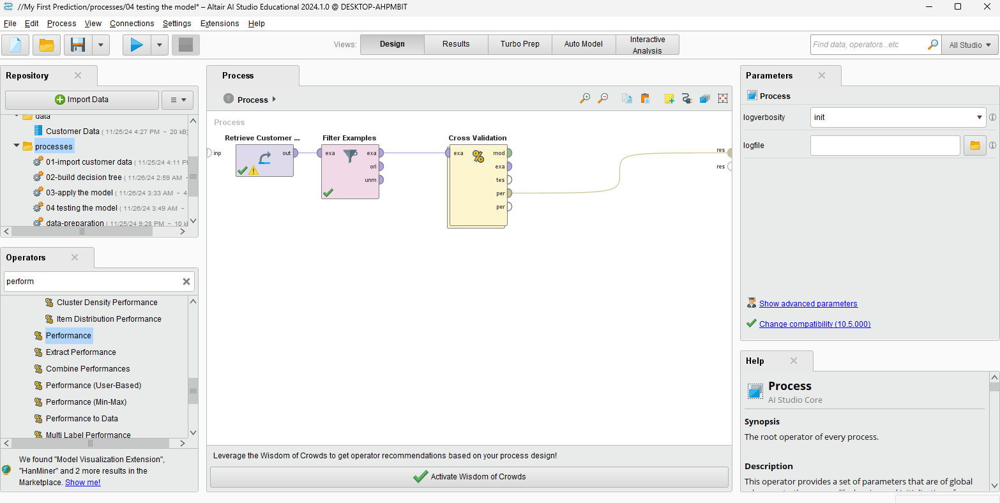 //My First Prediction/processes/04 testing the model* – Altair AI Studio Educational 2024.1.0 @ DESKTOP-AHPMBIT
File Edit Process View Connections Settings Extensions Help
Views:
Design
Results
Turbo Prep
Auto Model
Interactive
Analysis
Find data, operators...etc
All Studio
Repository
Import Data
data
Customer Data ( 11/25/24 4:27 PM – 20 kB)
processes
01-import customer data ( 11/25/24 4:11 PM
02-build decision tree ( 11/26/24 2:59 AM –
03-apply the model ( 11/26/24 3:33 AM – 4
04 testing the model ( 11/26/24 3:49 AM –
data-preparation ( 11/25/24 9:28 PM – 10 k
Operators
perform
Cluster Density Performance
Item Distribution Performance
Performance
Extract Performance
Combine Performances
Performance (User-Based)
Performance (Min-Max)
Performance to Data
Multi Label Performance
We found "Model Visualization Extension",
"HanMiner" and 2 more results in the
Marketplace. Show me!
Process
Process
Process
inp
Retrieve Customer ...
out
Filter Examples
exa
exa
ori
unm
Cross Validation
exa
mod
exa
tes
per
per
res
res
Leverage the Wisdom of Crowds to get operator recommendations based on your process design!
Activate Wisdom of Crowds
Parameters
Process
logverbosity
init
logfile
Show advanced parameters
Change compatibility (10.5.000)
Help
Process
AI Studio Core
Synopsis
The root operator of every process.
Description
This operator provides a set of parameters that are of global